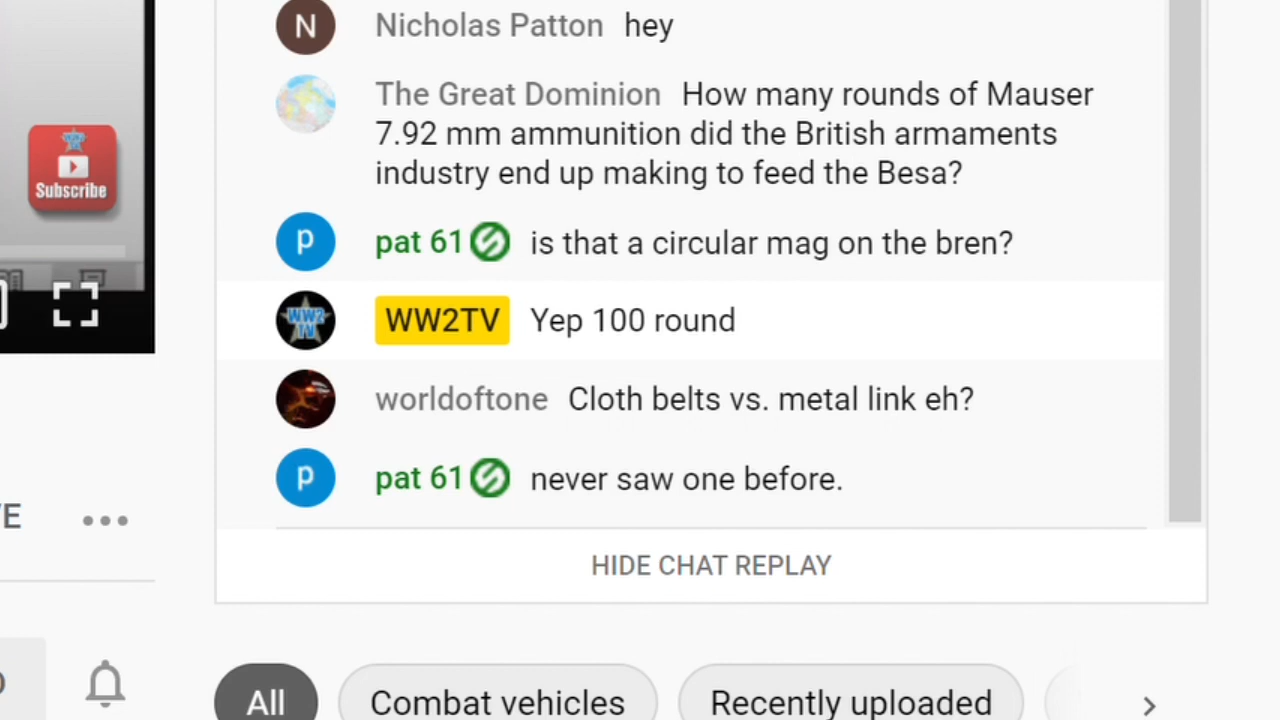 N Nicholas Patton hey
The Great Dominion How many rounds of Mauser
7.92 mm ammunition did the British armaments
industry end up making to feed the Besa?
Subscribe
p pat 61 is that a circular mag on the bren?
WW2TV WW2TV Yep 100 round
worldoftone Cloth belts vs. metal link eh?
p pat 61 never saw one before.
HIDE CHAT REPLAY
All Combat vehicles Recently uploaded